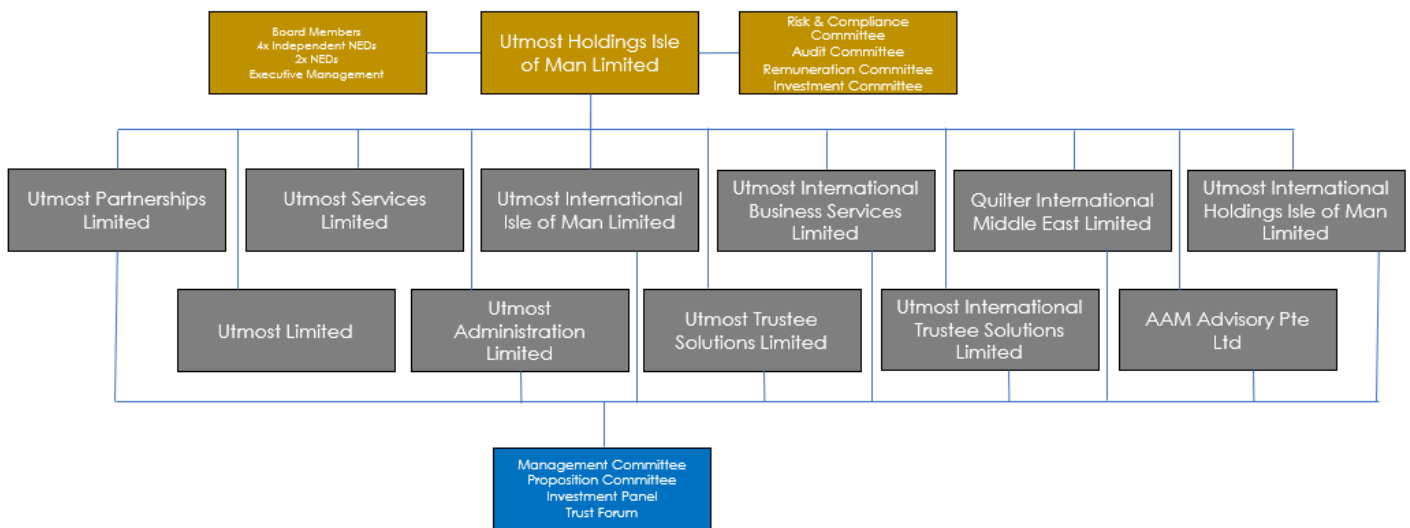 Board Members
4x Independent NEDs
2x NEDs
Executive Management
Utmost Holdings Isle
of Man Limited
Risk & Compliance
Committee
Audit Committee
Remuneration Committee
Investment Committee
Utmost Partnerships
Limited
Utmost Services
Limited
Utmost International
Isle of Man Limited
Utmost International
Business Services
Limited
Quilter International
Middle East Limited
Utmost International
Holdings Isle of Man
Limited
Utmost Limited
Utmost
Administration
Limited
Utmost Trustee
Solutions Limited
Utmost International
Trustee Solutions
Limited
AAM Advisory Pte
Ltd
Management Committee
Proposition Committee
Investment Panel
Trust Forum